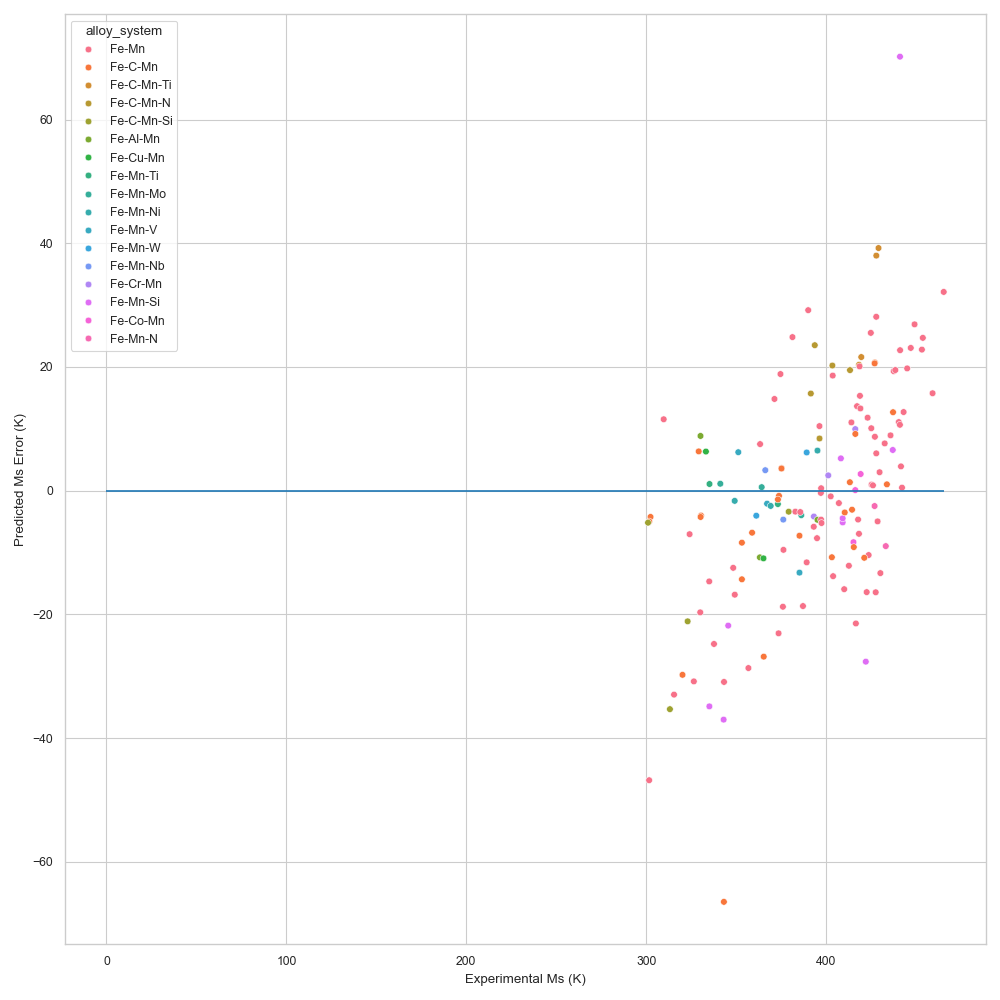 alloy_system
Fe-Mn
Fe-C-Mn
Fe-C-Mn-Ti
Fe-C-Mn-N
Fe-C-Mn-Si
Fe-Al-Mn
Fe-Cu-Mn
Fe-Mn-Ti
Fe-Mn-Mo
Fe-Mn-Ni
Fe-Mn-V
Fe-Mn-W
Fe-Mn-Nb
Fe-Cr-Mn
Fe-Mn-Si
Fe-Co-Mn
Fe-Mn-N
60
40
20
0
−20
−40
−60
Predicted Ms Error (K)
0 100 200 300 400
Experimental Ms (K)